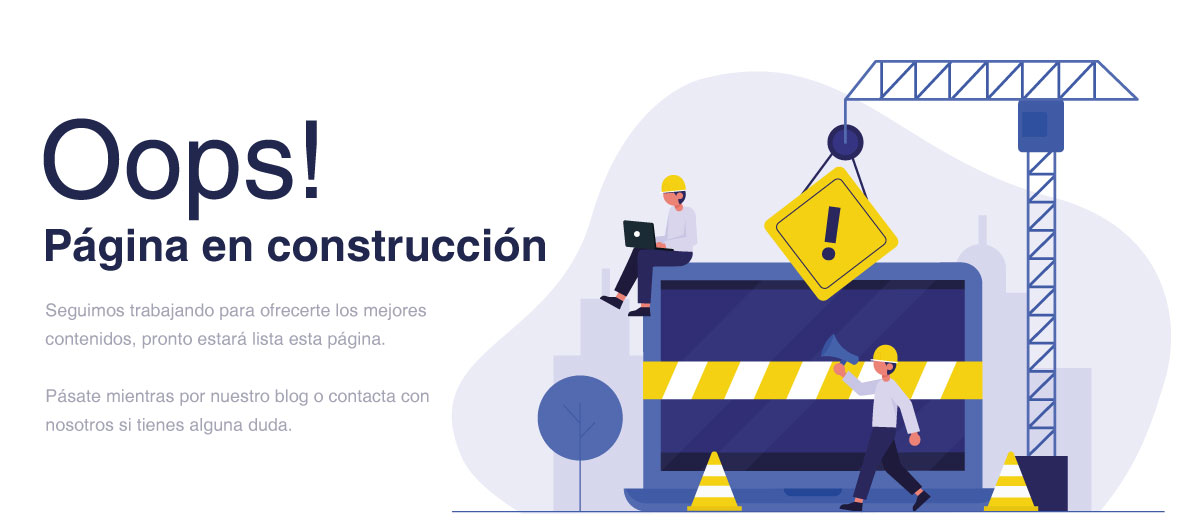 Oops!
Página en construcción
Seguimos trabajando para ofrecerte los mejores
contenidos, pronto estará lista esta página.
Pásate mientras por nuestro blog o contacta con
nosotros si tienes alguna duda.
!